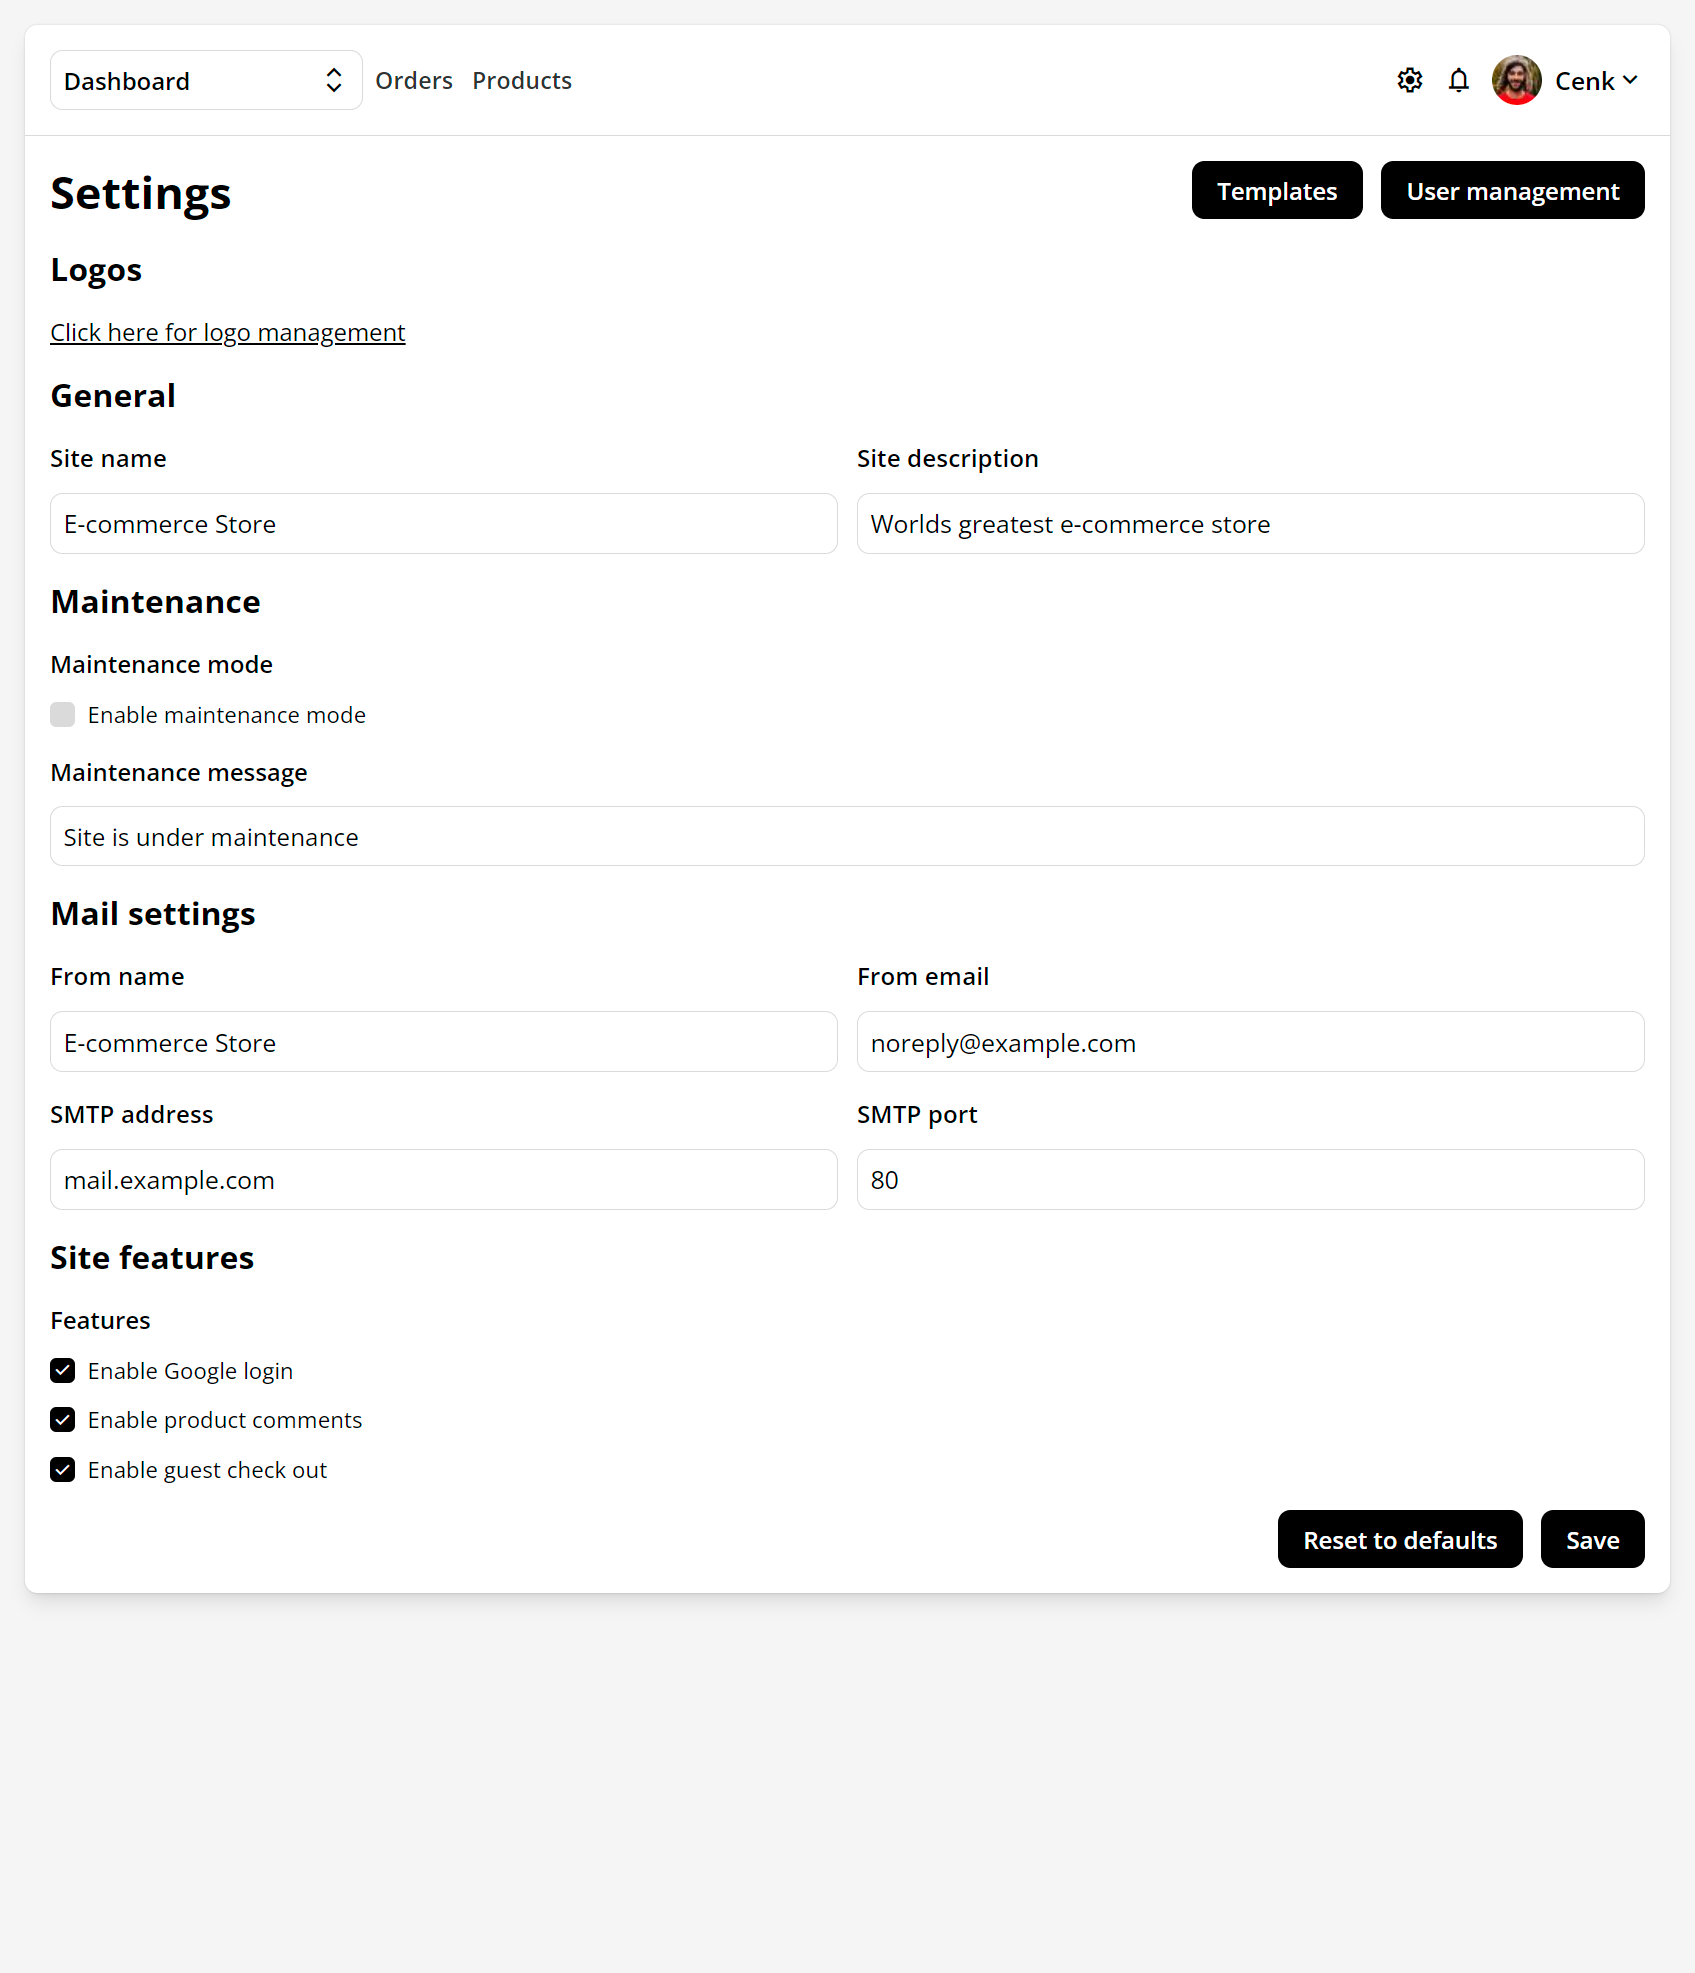 Dashboard Orders Products Cenk
Settings Templates User management
Logos
Click here for logo management
General
Site name Site description
E-commerce Store Worlds greatest e-commerce store
Maintenance
Maintenance mode
Enable maintenance mode
Maintenance message
Site is under maintenance
Mail settings
From name From email
E-commerce Store noreply@example.com
SMTP address SMTP port
mail.example.com 80
Site features
Features
Enable Google login
Enable product comments
Enable guest check out
Reset to defaults Save